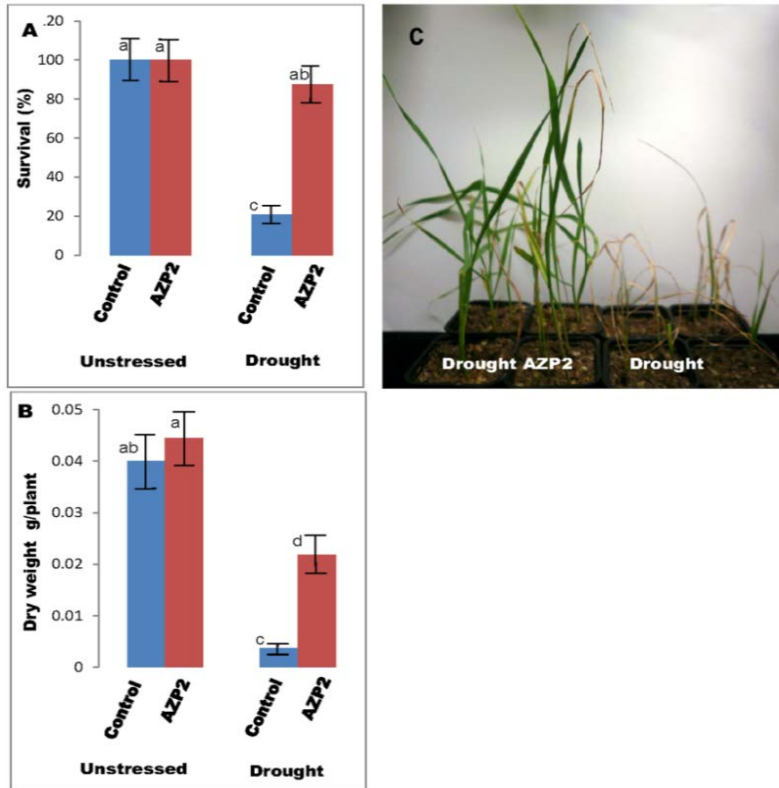 A
.20
100
80
60
40
20
0
Survival (%)
a
a
c
ab
Control
AZP2
Control
AZP2
Unstressed
Drought
B
0.05
0.04
0.03
0.02
0.01
0
Dry weight g/plant
ab
a
c
d
Control
AZP2
Control
AZP2
Unstressed
Drought
C
Drought AZP2
Drought